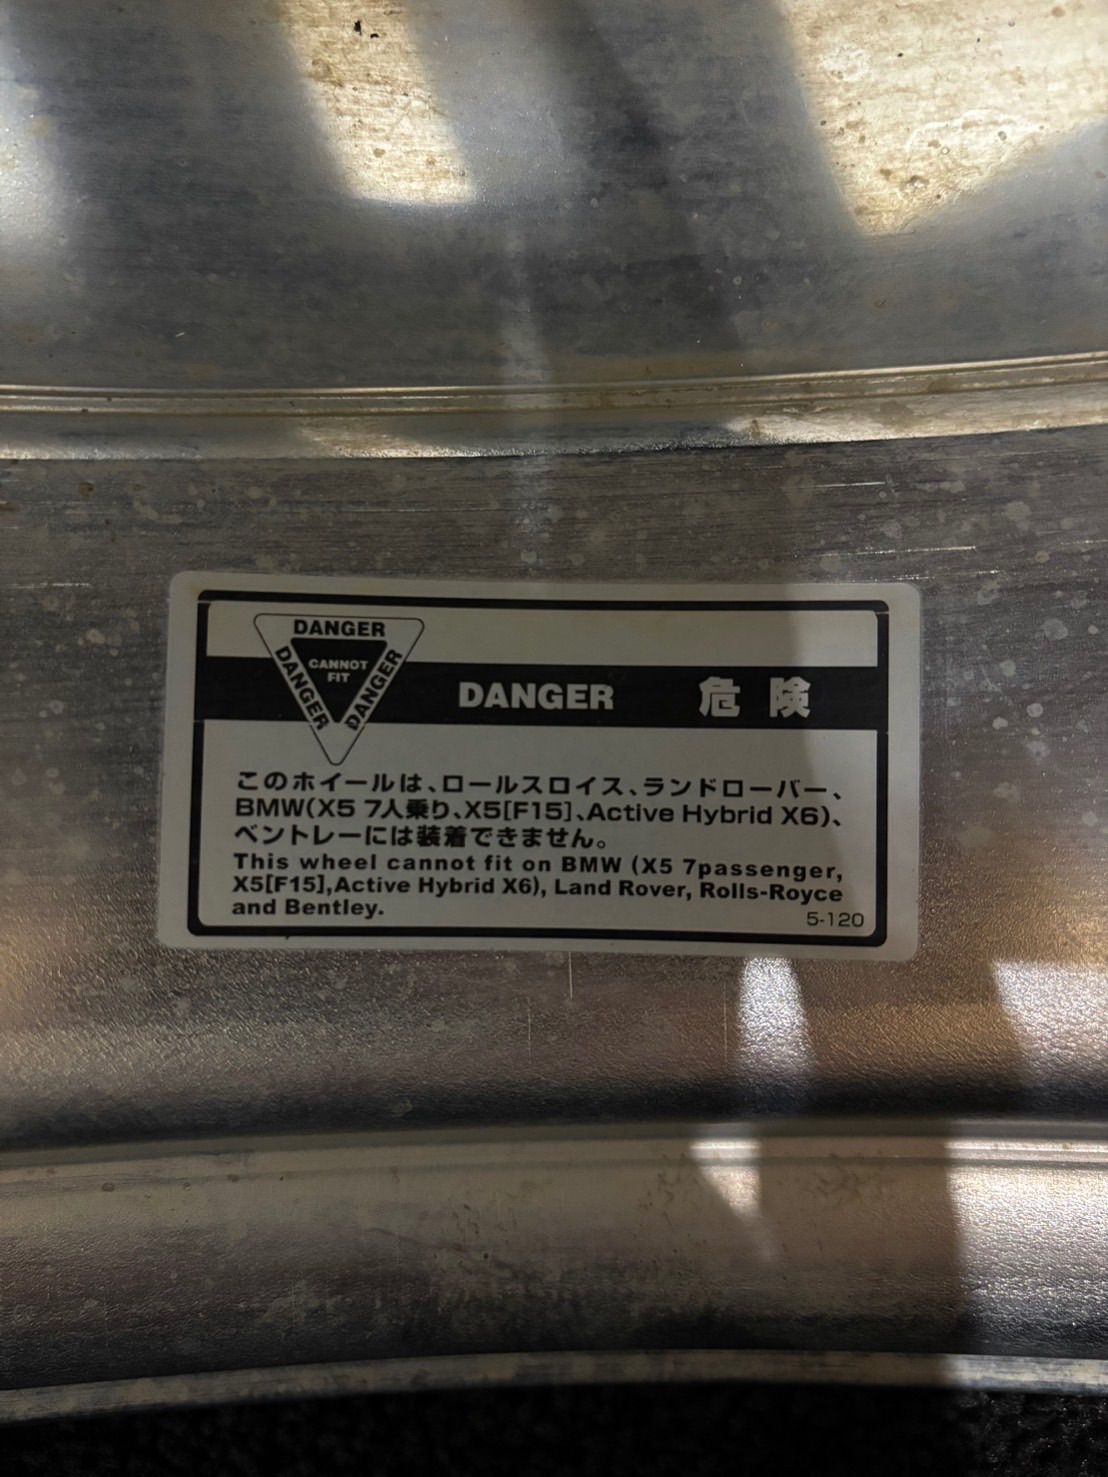 DANGER
DANGER
DANGER
CANNOT
FIT
DANGER 危険
このホイールは、ロールスロイス、ランドローバー、
BMW(X5 7人乗り、X5[F15]、Active Hybrid X6)、
ベントレーには装着できません。
This wheel cannot fit on BMW (X5 7passenger,
X5[F15],Active Hybrid X6), Land Rover, Rolls-Royce
and Bentley.
5-120